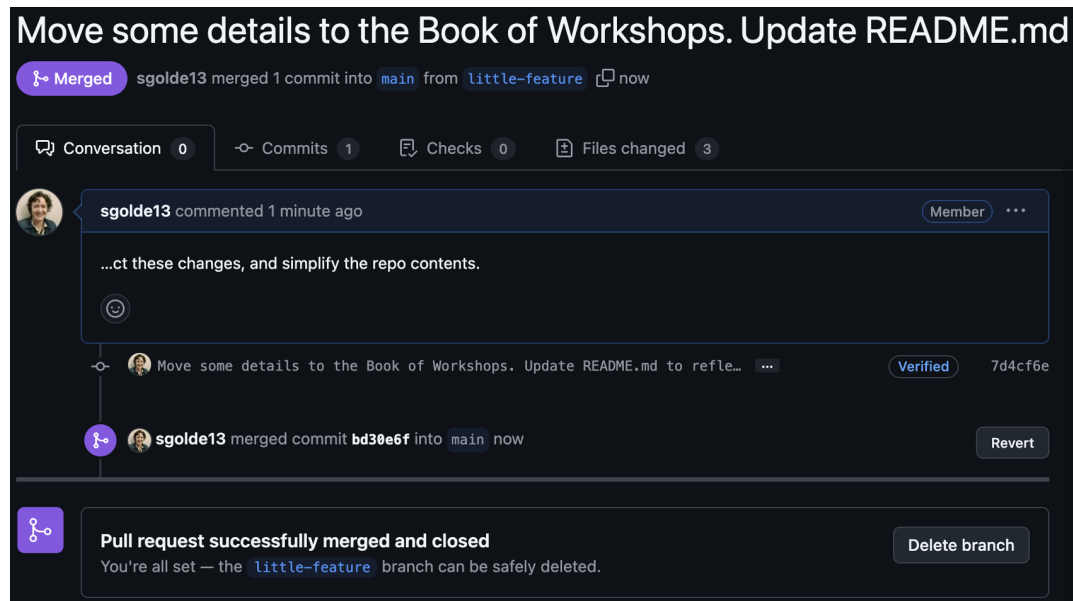 Move some details to the Book of Workshops. Update README.md
Merged sgolde13 merged 1 commit into main from little-feature now
Conversation 0 Commits 1 Checks 0 Files changed 3
sgolde13 commented 1 minute ago Member ...
...ct these changes, and simplify the repo contents.
Move some details to the Book of Workshops. Update README.md to refle… ... Verified 7d4cf6e
sgolde13 merged commit bd30e6f into main now Revert
Pull request successfully merged and closed
You're all set — the little-feature branch can be safely deleted.
Delete branch